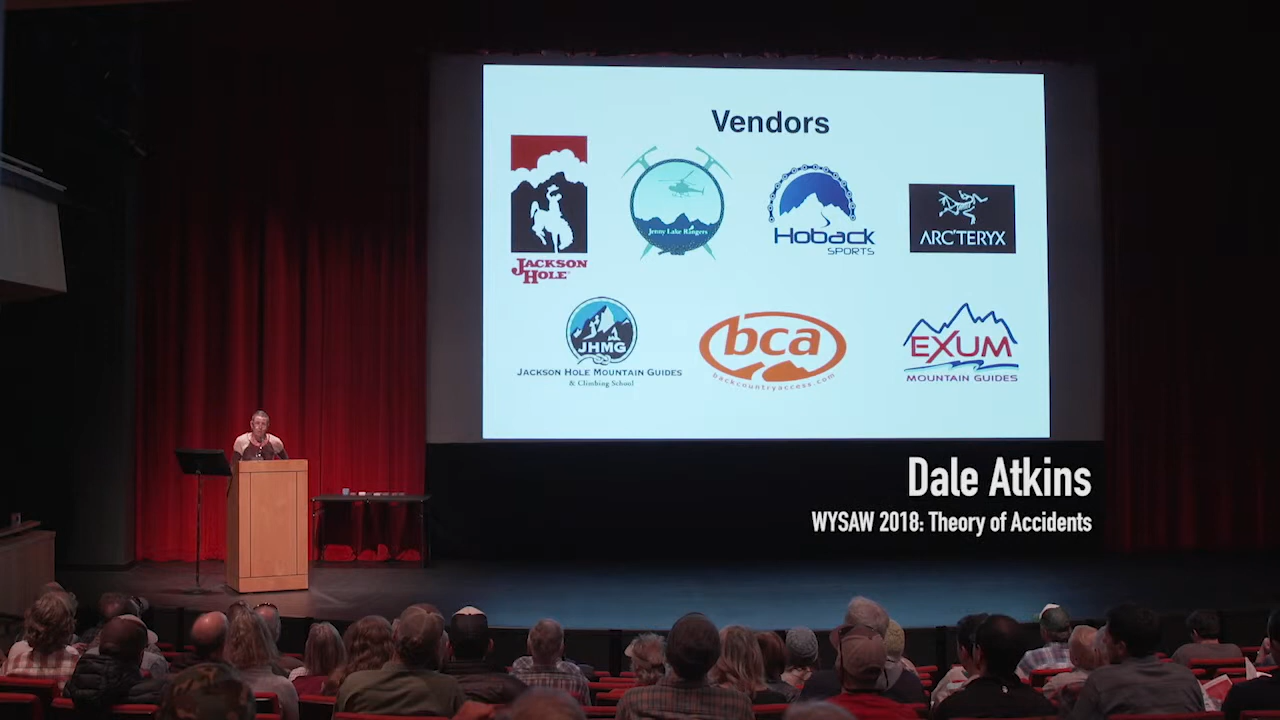 Vendors
JACKSON
HOLE
Jenny Lake Rangers
Hoback
SPORTS
ARC'TERYX
JHMG
JACKSON HOLE MOUNTAIN GUIDES
& Climbing School
bca
backcountryaccess.com
EXUM
MOUNTAIN GUIDES
Dale Atkins
WYSAW 2018: Theory of Accidents